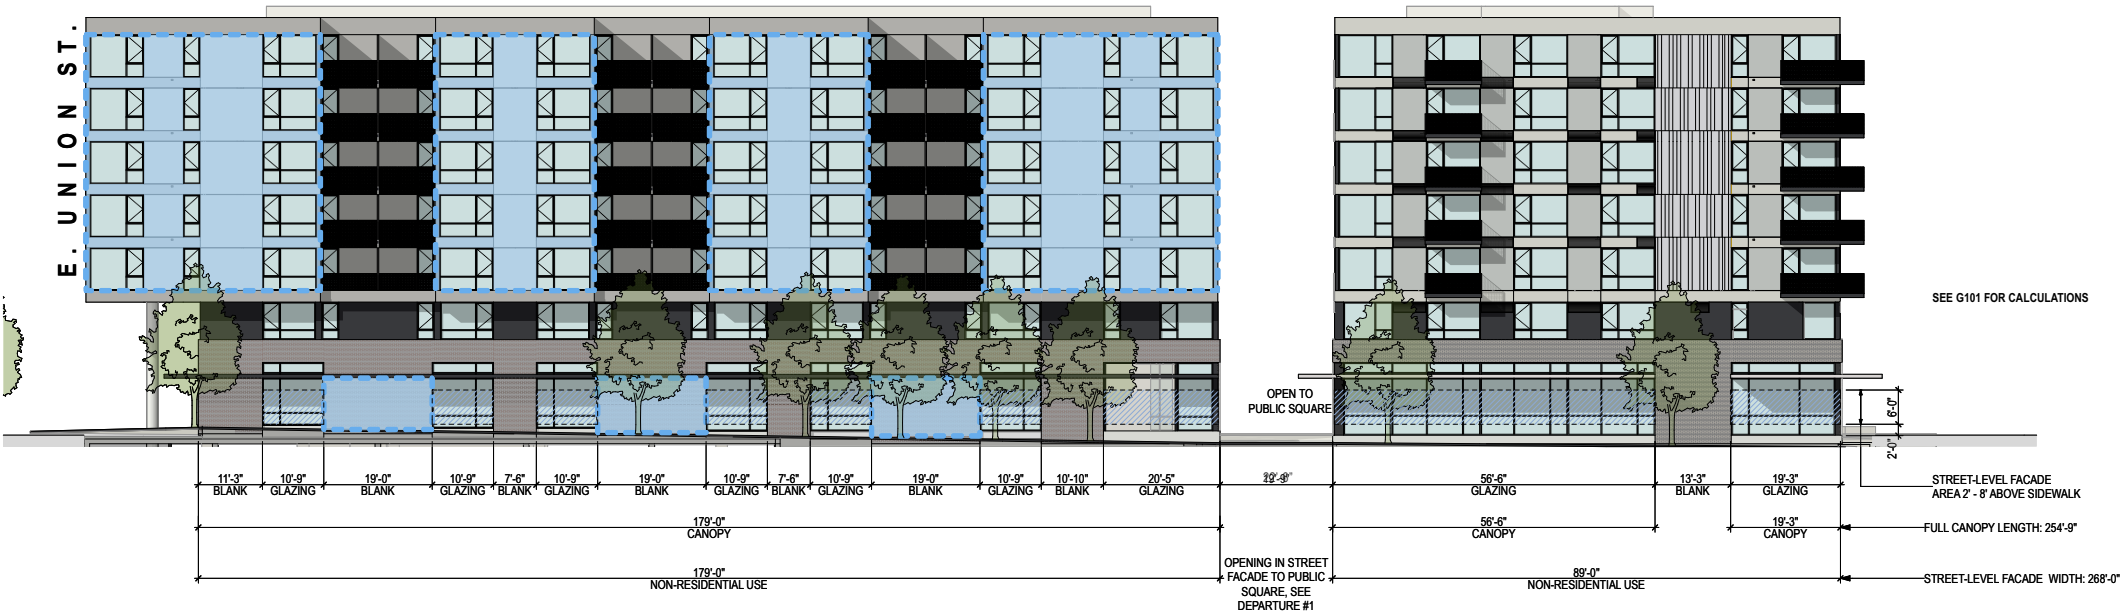 E. UNION ST.
SEE G101 FOR CALCULATIONS
OPEN TO
PUBLIC SQUARE
6'-0"
2'-0"
11'-3"
BLANK
10'-9"
GLAZING
19'-0"
BLANK
10'-9"
GLAZING
7'-6"
BLANK
10'-9"
GLAZING
19'-0"
BLANK
10'-9"
GLAZING
7'-6"
BLANK
10'-9"
GLAZING
19'-0"
BLANK
10'-9"
GLAZING
10'-10"
BLANK
20'-5"
GLAZING
56'-6"
GLAZING
13'-3"
BLANK
19'-3"
GLAZING
STREET-LEVEL FACADE
AREA 2' - 8' ABOVE SIDEWALK
179'-0"
CANOPY
56'-6"
CANOPY
19'-3"
CANOPY
FULL CANOPY LENGTH: 254'-9"
179'-0"
NON-RESIDENTIAL USE
OPENING IN STREET
FACADE TO PUBLIC
SQUARE, SEE
DEPARTURE #1
89'-0"
NON-RESIDENTIAL USE
STREET-LEVEL FACADE WIDTH: 268'-0"